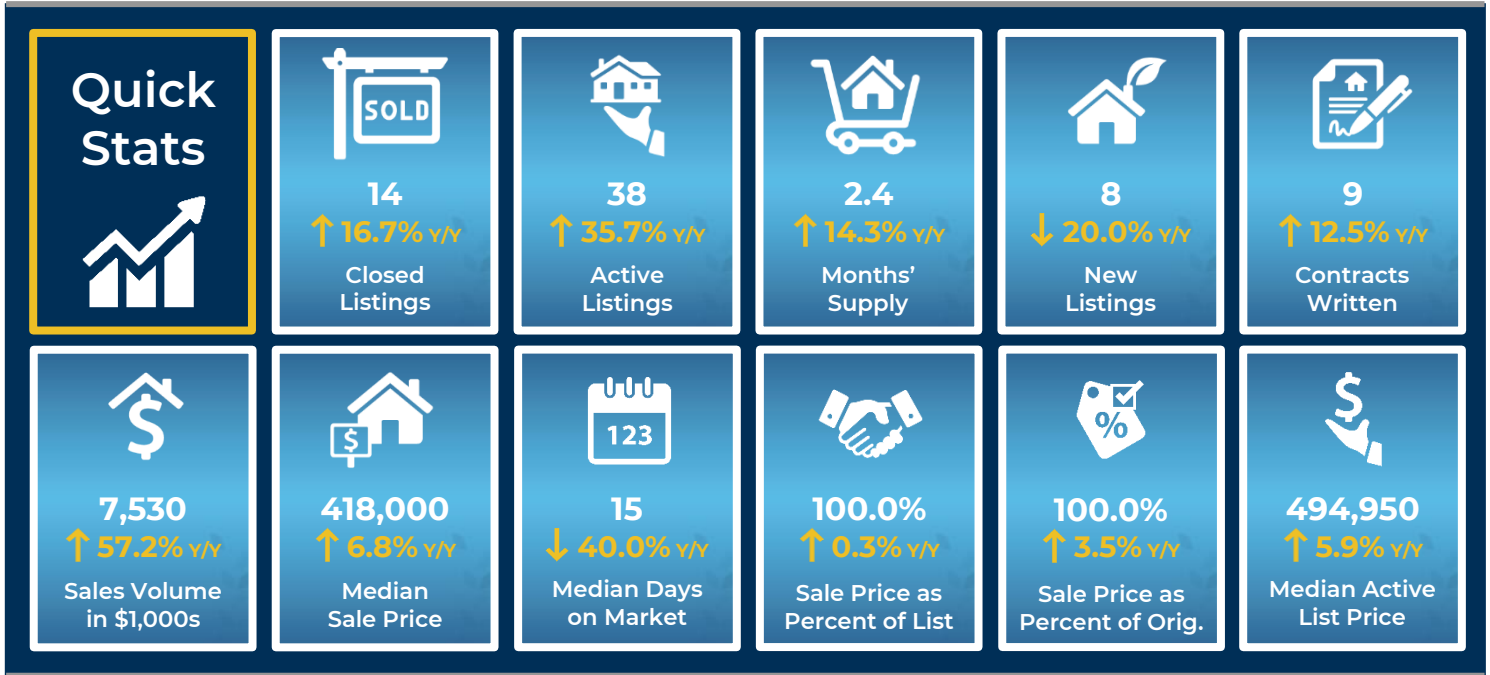 Quick
Stats
SOLD
14
↑ 16.7% Y/Y
Closed
Listings
38
↑ 35.7% Y/Y
Active
Listings
2.4
↑ 14.3% Y/Y
Months’
Supply
8
↓ 20.0% Y/Y
New
Listings
9
↑ 12.5% Y/Y
Contracts
Written
$
7,530
↑ 57.2% Y/Y
Sales Volume
in $1,000s
$
418,000
↑ 6.8% Y/Y
Median
Sale Price
123
15
↓ 40.0% Y/Y
Median Days
on Market
100.0%
↑ 0.3% Y/Y
Sale Price as
Percent of List
%
100.0%
↑ 3.5% Y/Y
Sale Price as
Percent of Orig.
$
494,950
↑ 5.9% Y/Y
Median Active
List Price